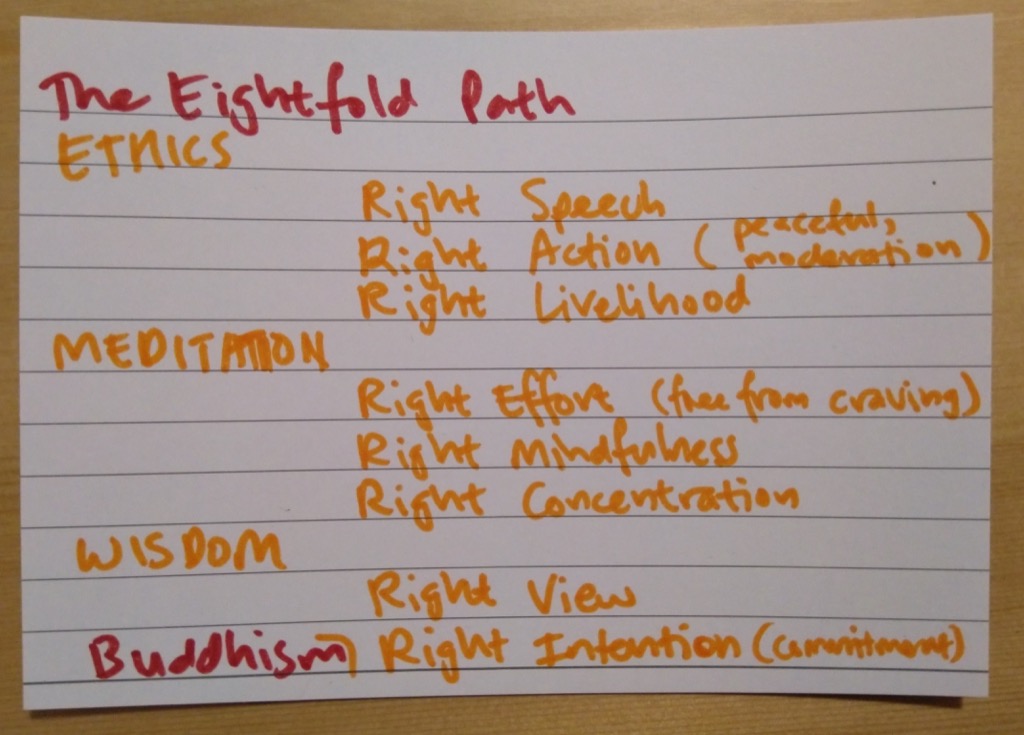 The Eightfold Path
ETHICS
Right Speech
Right Action (peaceful, moderation)
Right Livelihood
MEDITATION
Right Effort (free from craving)
Right Mindfulness
Right Concentration
WISDOM
Right View
Buddhism) Right Intention (commitment)